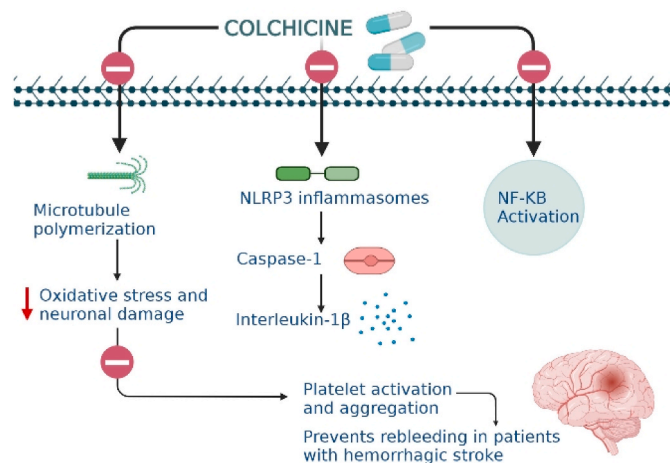 COLCHICINE
Microtubule
polymerization
Oxidative stress and
neuronal damage
NLRP3 inflammasomes
Caspase-1
Interleukin-1β
NF-KB
Activation
Platelet activation
and aggregation
Prevents rebleeding in patients
with hemorrhagic stroke